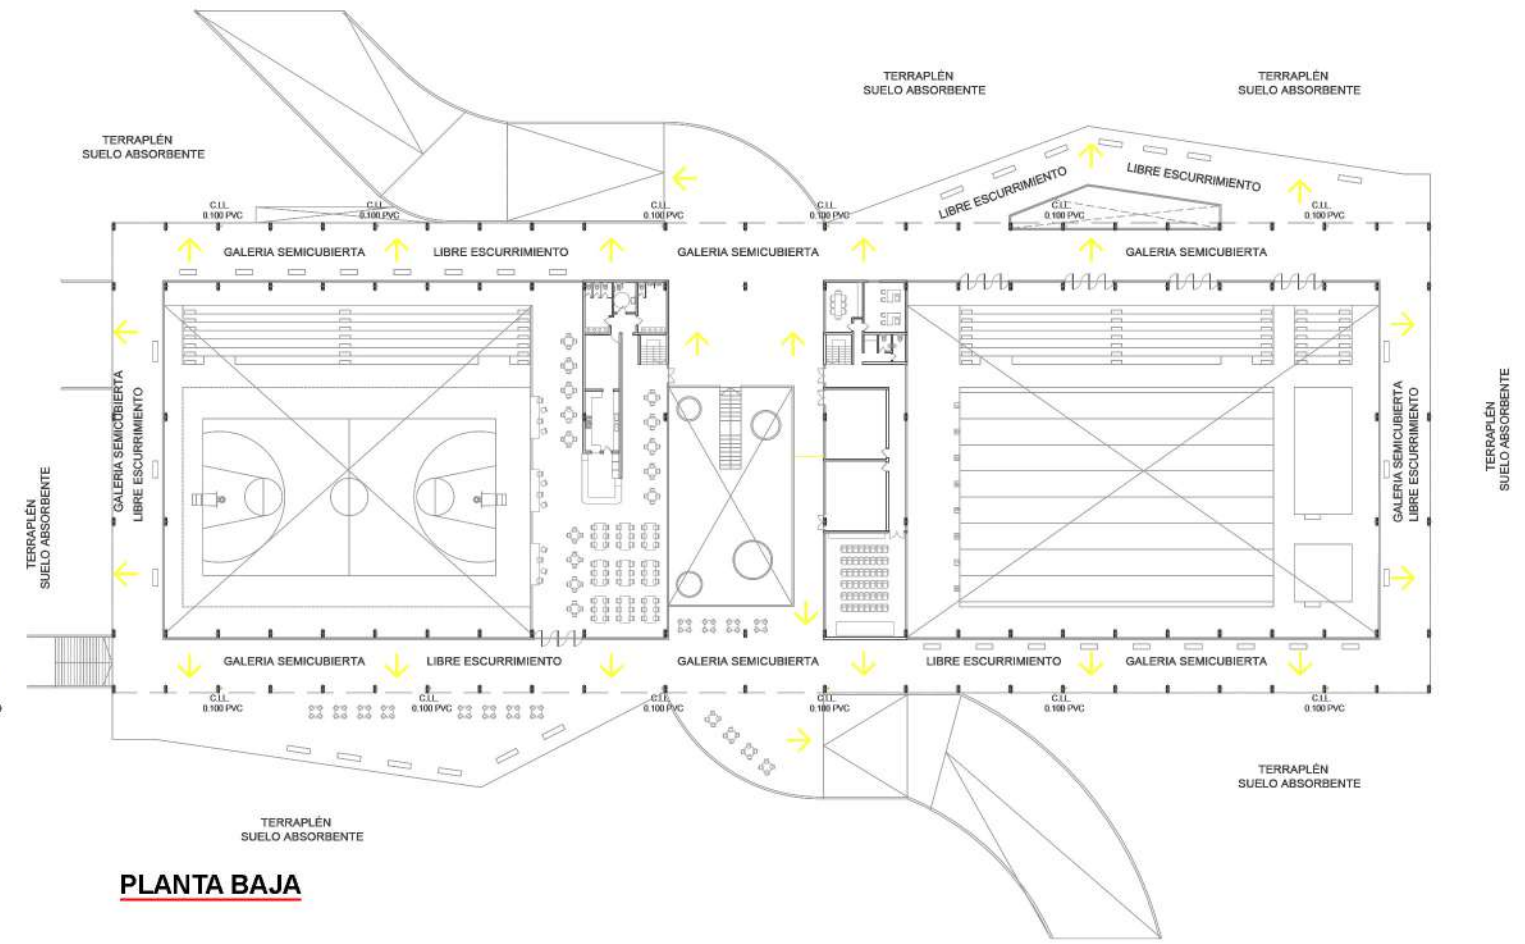 TERRAPLÉN
SUELO ABSORBENTE
TERRAPLÉN
SUELO ABSORBENTE
TERRAPLÉN
SUELO ABSORBENTE
LIBRE ESCURRIMIENTO
LIBRE ESCURRIMIENTO
C.I.L.
0.100 PVC
C.I.L.
0.100 PVC
C.I.L.
0.100 PVC
C.I.L.
0.100 PVC
C.I.L.
0.100 PVC
C.I.L.
0.100 PVC
GALERIA SEMICUBIERTA
LIBRE ESCURRIMIENTO
GALERIA SEMICUBIERTA
GALERIA SEMICUBIERTA
TERRAPLÉN
SUELO ABSORBENTE
GALERIA SEMICUBIERTA
LIBRE ESCURRIMIENTO
GALERIA SEMICUBIERTA
LIBRE ESCURRIMIENTO
TERRAPLÉN
SUELO ABSORBENTE
GALERIA SEMICUBIERTA
LIBRE ESCURRIMIENTO
GALERIA SEMICUBIERTA
LIBRE ESCURRIMIENTO
GALERIA SEMICUBIERTA
C.I.L.
0.100 PVC
C.I.L.
0.100 PVC
C.I.L.
0.100 PVC
C.I.L.
0.100 PVC
C.I.L.
0.100 PVC
C.I.L.
0.100 PVC
TERRAPLÉN
SUELO ABSORBENTE
TERRAPLÉN
SUELO ABSORBENTE
PLANTA BAJA